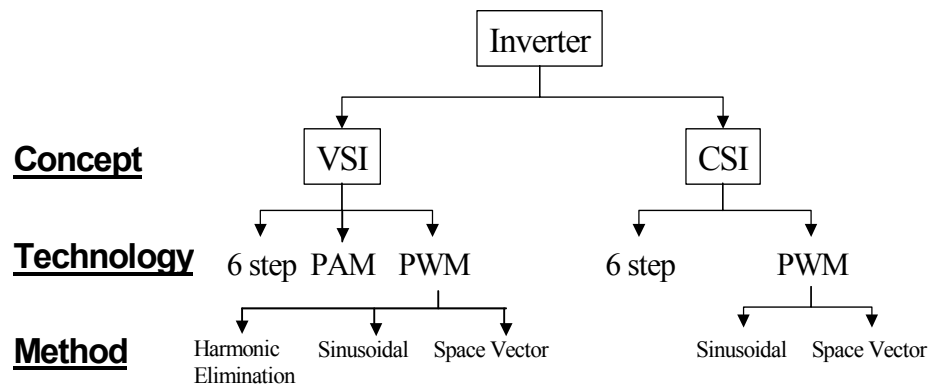 Inverter
Concept VSI CSI
Technology 6 step PAM PWM 6 step PWM
Method Harmonic Sinusoidal Space Vector Sinusoidal Space Vector
Elimination